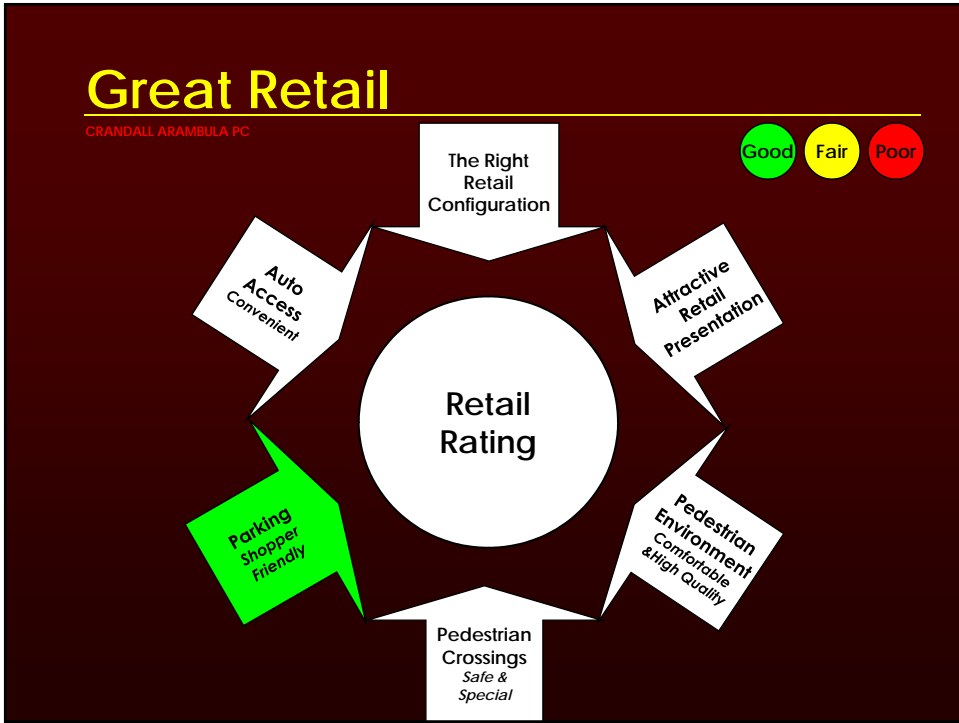 Great Retail
CRANDALL ARAMBULA PC
Good
Fair
Poor
The Right
Retail
Configuration
Auto
Access
Convenient
Attractive
Retail
Presentation
Retail
Rating
Parking
Shopper
Friendly
Pedestrian
Environment
Comfortable
&High Quality
Pedestrian
Crossings
Safe &
Special